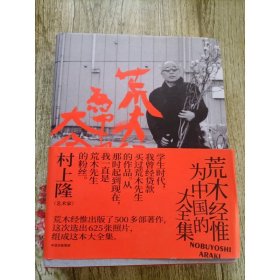 荒木
大全
学生时代，
我曾经贷款
买过荒木先生
的作品。从
那时起到现在，
我一直是
荒木先生
的粉丝。
村上隆
（艺术家）
荒木经惟
为中国的
大全集
NOBUYOSHI
ARAKI
荒木经惟出版了500多部著作，
这次选出625张照片，
组成这本大全集。